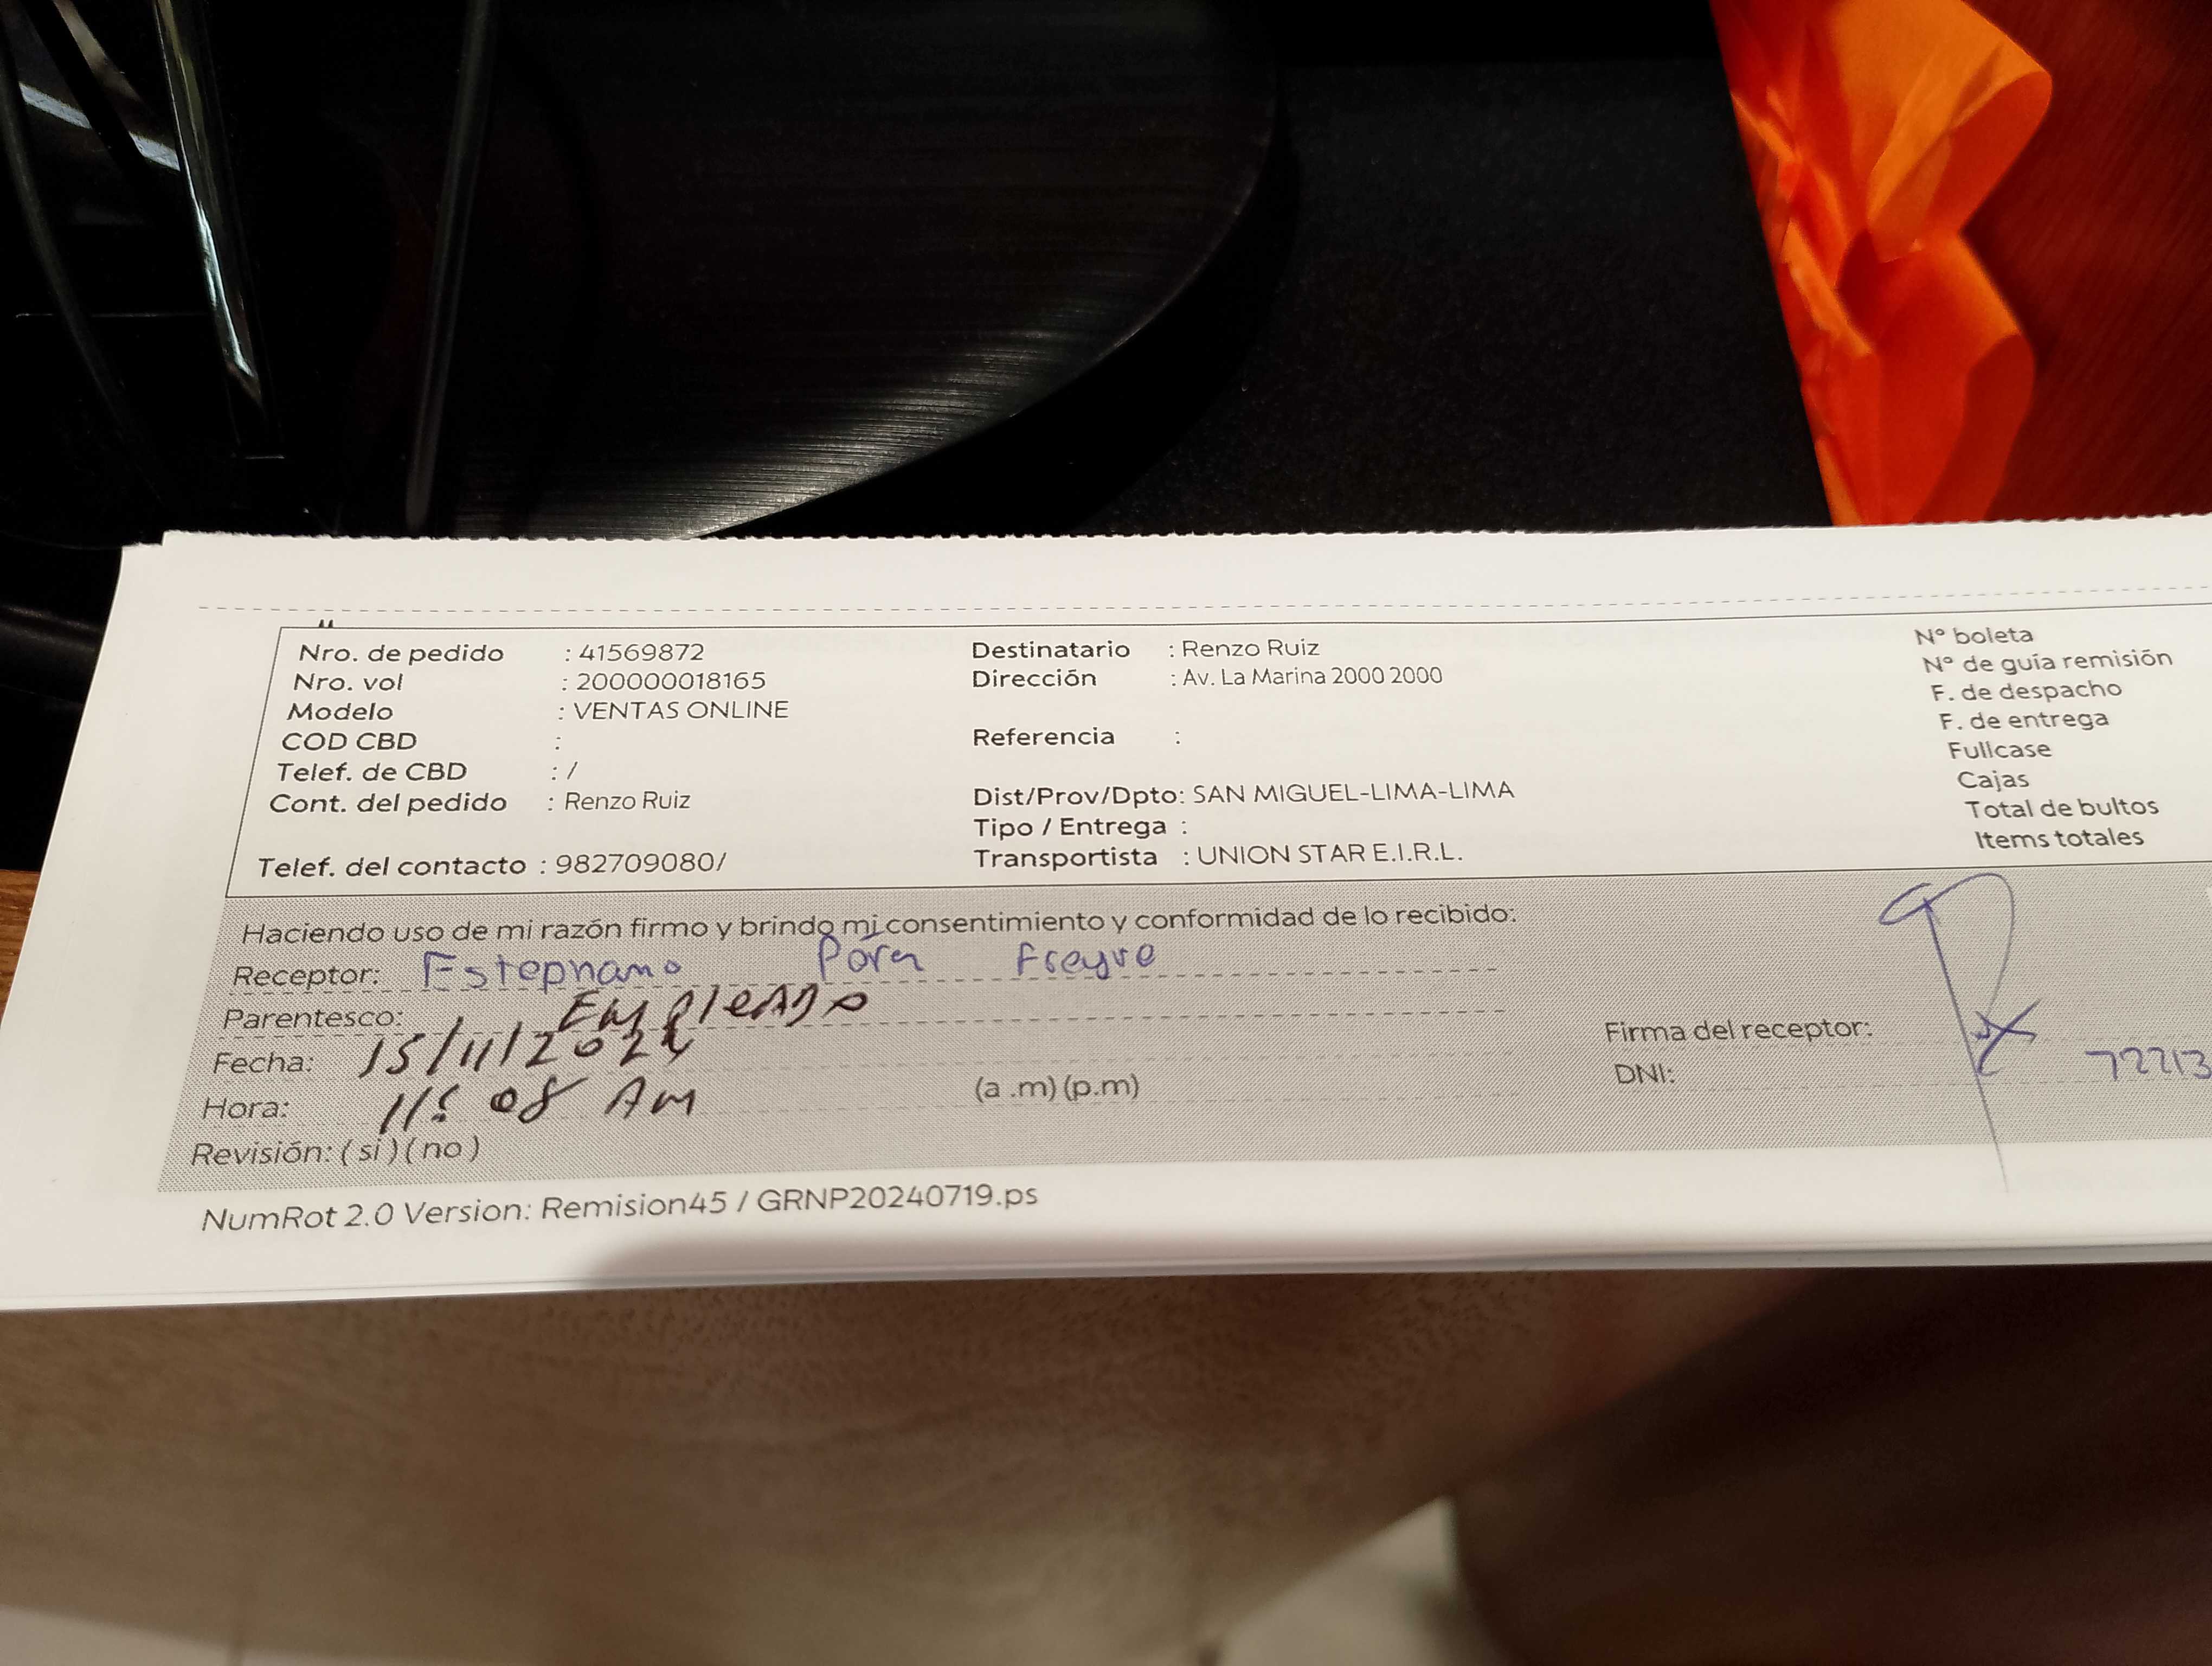 Nro. de pedido : 41569872
Nro. vol : 200000018165
Modelo : VENTAS ONLINE
COD CBD :
Telef. de CBD : /
Cont. del pedido : Renzo Ruiz
Telef. del contacto : 982709080/
Destinatario : Renzo Ruiz
Dirección : Av. La Marina 2000 2000
Referencia :
Dist/Prov/Dpto: SAN MIGUEL-LIMA-LIMA
Tipo / Entrega :
Transportista : UNION STAR E.I.R.L.
N° boleta
N° de guía remisión
F. de despacho
F. de entrega
Fullcase
Cajas
Total de bultos
Items totales
Haciendo uso de mi razón firmo y brindo mi consentimiento y conformidad de lo recibido:
Receptor: Estephano Freyre
Parentesco: Empleado
Fecha: 15/11/2024
Hora: 11:08 AM (a .m) (p.m)
Revisión: ( si ) ( no )
Firma del receptor:
DNI: 72213
NumRot 2.0 Version: Remision45 / GRNP20240719.ps